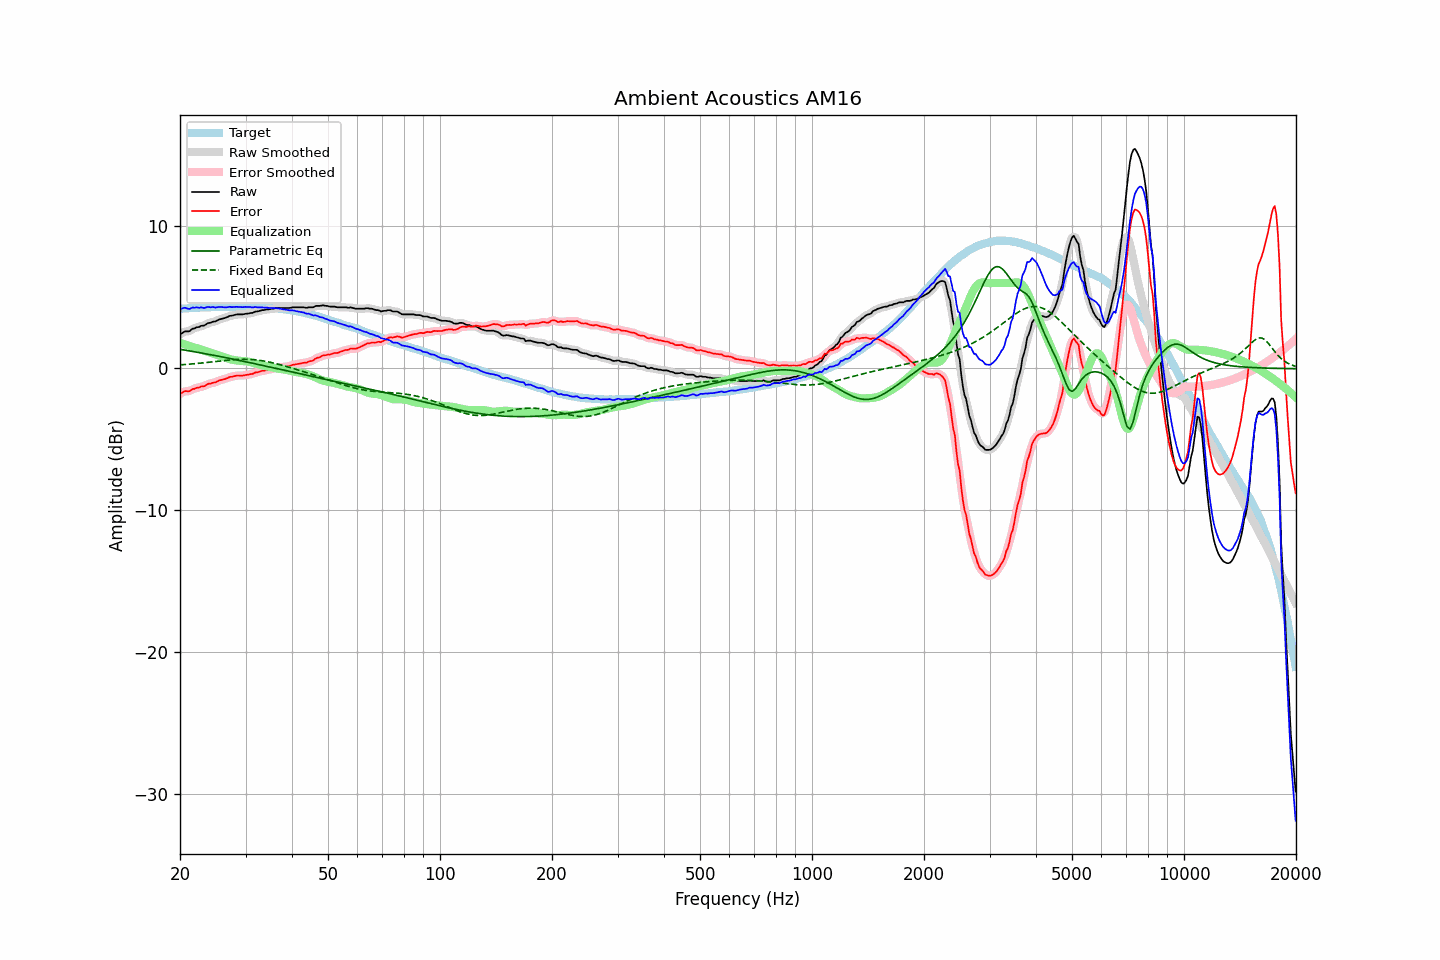 Ambient Acoustics AM16
Target
Raw Smoothed
Error Smoothed
Raw
Error
Equalization
Parametric Eq
Fixed Band Eq
Equalized
10
0
−10
−20
−30
Amplitude (dBr)
20 50 100 200 500 1000 2000 5000 10000 20000
Frequency (Hz)